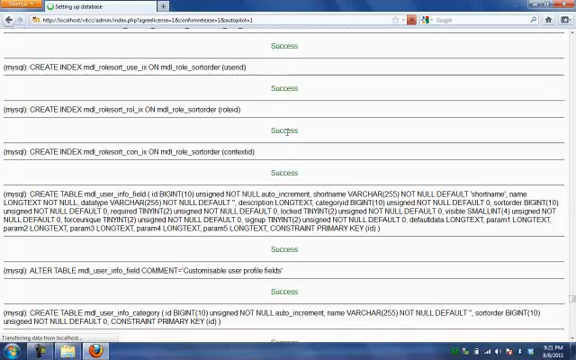 Firefox
Setting up database
http://localhost/vitcc/admin/index.php?agreelicense=1&confirmrelease=1&autopilot=1
Google
Success
(mysql): CREATE INDEX mdl_rolesort_use_ix ON mdl_role_sortorder (userid)
Success
(mysql): CREATE INDEX mdl_rolesort_rol_ix ON mdl_role_sortorder (roleid)
Success
(mysql): CREATE INDEX mdl_rolesort_con_ix ON mdl_role_sortorder (contextid)
Success
(mysql): CREATE TABLE mdl_user_info_field ( id BIGINT(10) unsigned NOT NULL auto_increment, shortname VARCHAR(255) NOT NULL DEFAULT 'shortname', name
LONGTEXT NOT NULL, datatype VARCHAR(255) NOT NULL DEFAULT '', description LONGTEXT, categoryid BIGINT(10) unsigned NOT NULL DEFAULT 0, sortorder BIGINT(10)
unsigned NOT NULL DEFAULT 0, required TINYINT(2) unsigned NOT NULL DEFAULT 0, locked TINYINT(2) unsigned NOT NULL DEFAULT 0, visible SMALLINT(4) unsigned NOT
NULL DEFAULT 0, forceunique TINYINT(2) unsigned NOT NULL DEFAULT 0, signup TINYINT(2) unsigned NOT NULL DEFAULT 0, defaultdata LONGTEXT, param1 LONGTEXT,
param2 LONGTEXT, param3 LONGTEXT, param4 LONGTEXT, param5 LONGTEXT, CONSTRAINT PRIMARY KEY (id) )
Success
(mysql): ALTER TABLE mdl_user_info_field COMMENT='Customisable user profile fields'
Success
(mysql): CREATE TABLE mdl_user_info_category ( id BIGINT(10) unsigned NOT NULL auto_increment, name VARCHAR(255) NOT NULL DEFAULT '', sortorder BIGINT(10)
unsigned NOT NULL DEFAULT 0, CONSTRAINT PRIMARY KEY (id) )
Success
Transferring data from localhost...
9:21 PM